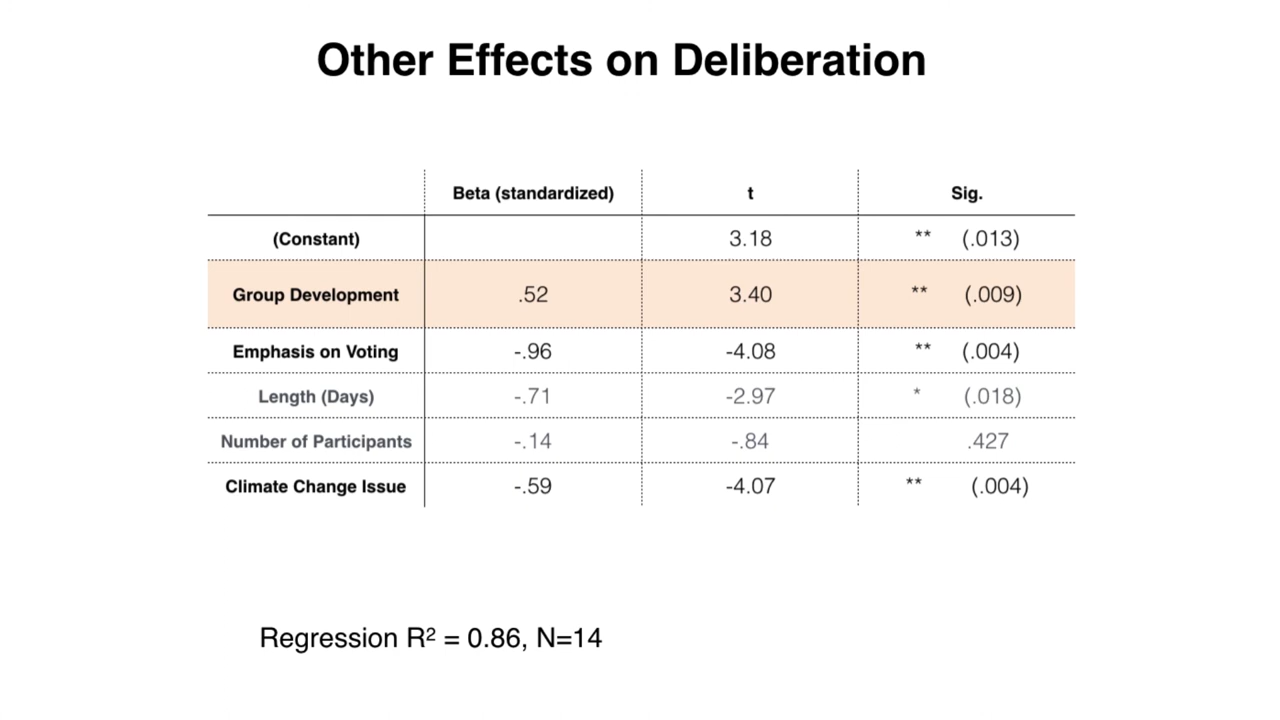 Other Effects on Deliberation
Beta (standardized) t Sig.
(Constant) 3.18 ** (.013)
Group Development .52 3.40 ** (.009)
Emphasis on Voting -.96 -4.08 ** (.004)
Length (Days) -.71 -2.97 * (.018)
Number of Participants -.14 -.84 .427
Climate Change Issue -.59 -4.07 ** (.004)
Regression R² = 0.86, N=14